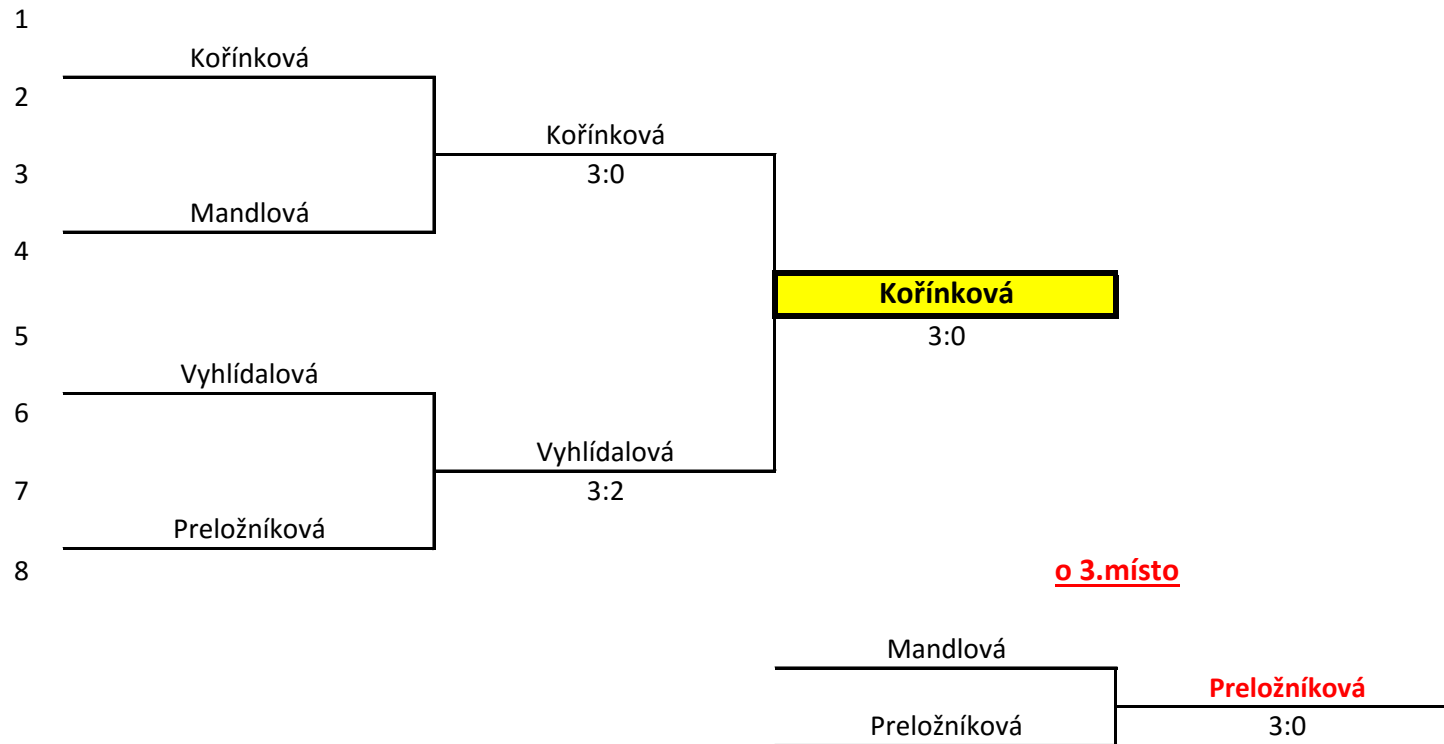 1
Kořínková
2
Kořínková
3
3:0
Mandlová
4
Kořínková
5
3:0
Vyhlídalová
6
Vyhlídalová
7
3:2
Preložníková
8
o 3.místo
Mandlová
Preložníková
Preložníková
3:0